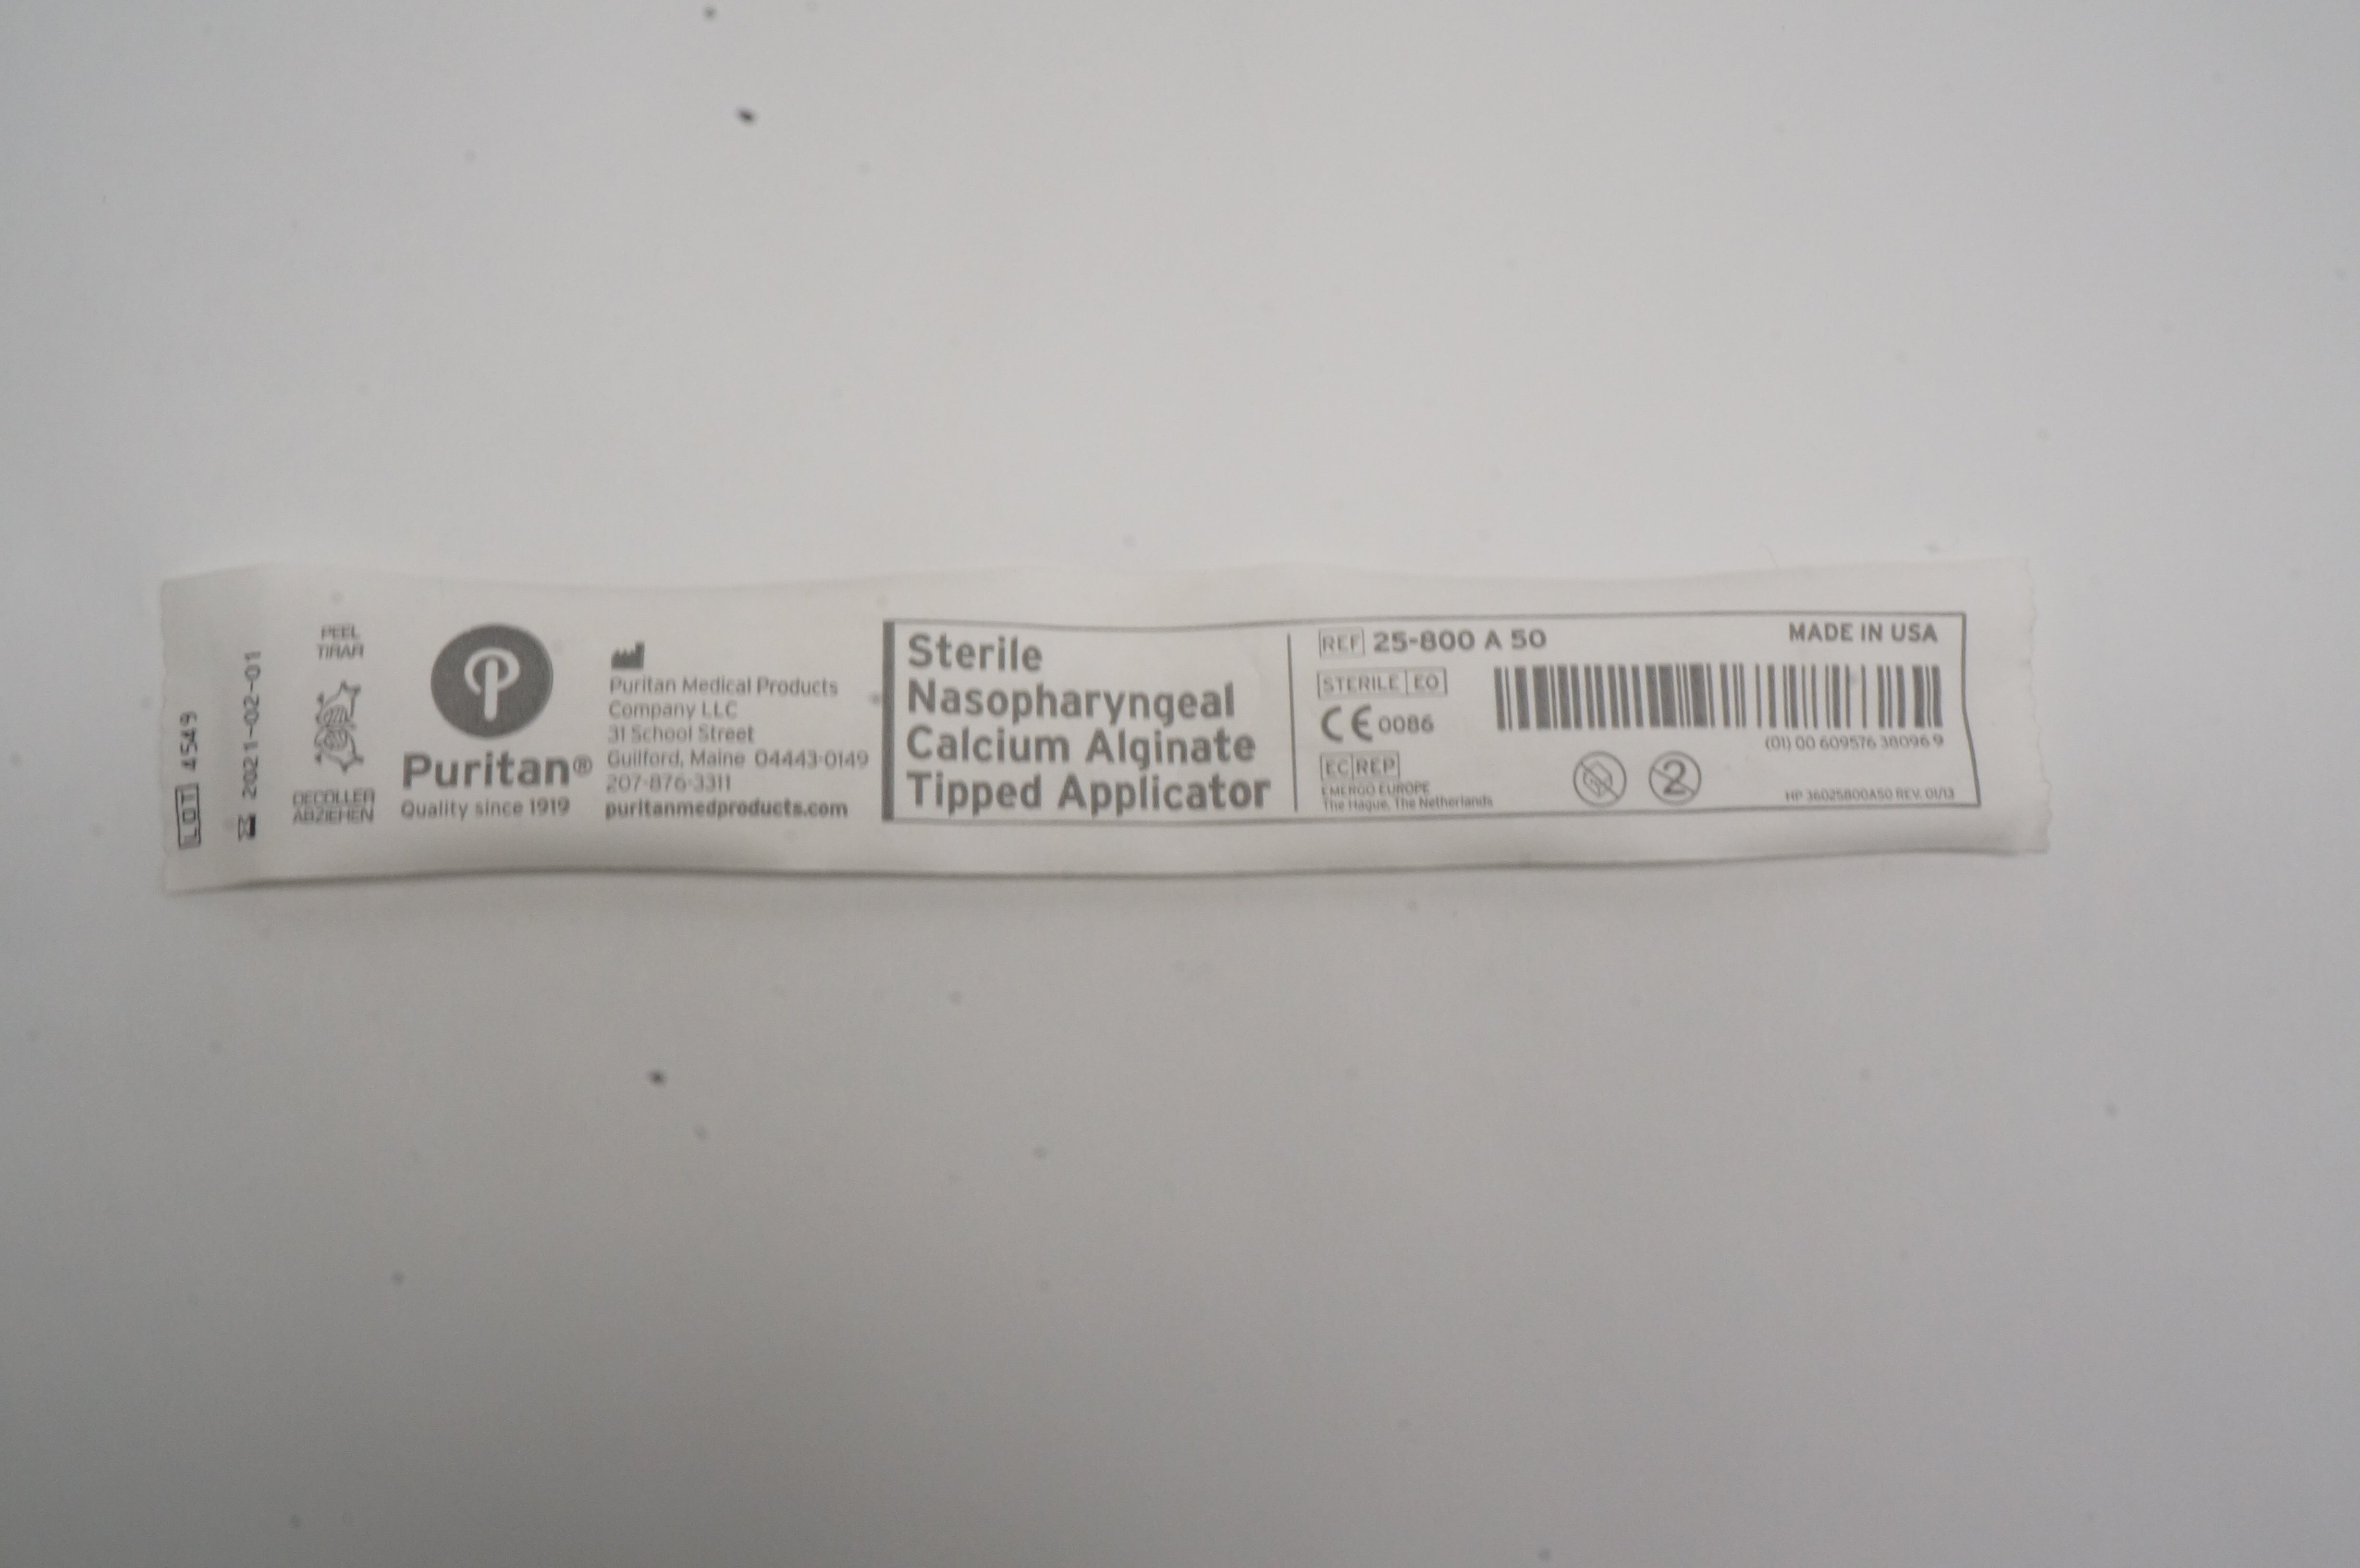 LOT 4549
2021-02-01
PEEL
TIRAR
DECOLLER
ABZIEHEN
Puritan®
Quality since 1919
Puritan Medical Products
Company LLC
31 School Street
Guilford, Maine 04443-0149
207-876-3311
puritanmedproducts.com
Sterile
Nasopharyngeal
Calcium Alginate
Tipped Applicator
REF 25-800 A 50
STERILE EO
CE 0086
EC REP
EMERGO EUROPE
The Hague, The Netherlands
MADE IN USA
(01) 00 609576 38096 9
2
HP 36025800A50 REV. 01/13